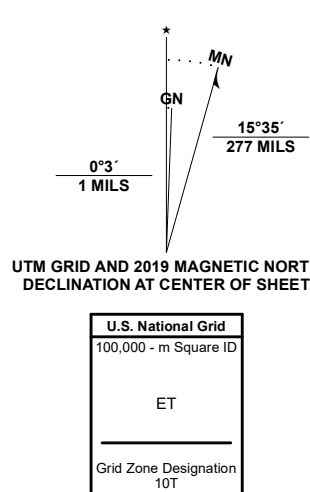 MN
GN
15°35´
277 MILS
0°3´
1 MILS
UTM GRID AND 2019 MAGNETIC NORT
DECLINATION AT CENTER OF SHEET
U.S. National Grid
100,000 - m Square ID
ET
Grid Zone Designation
10T